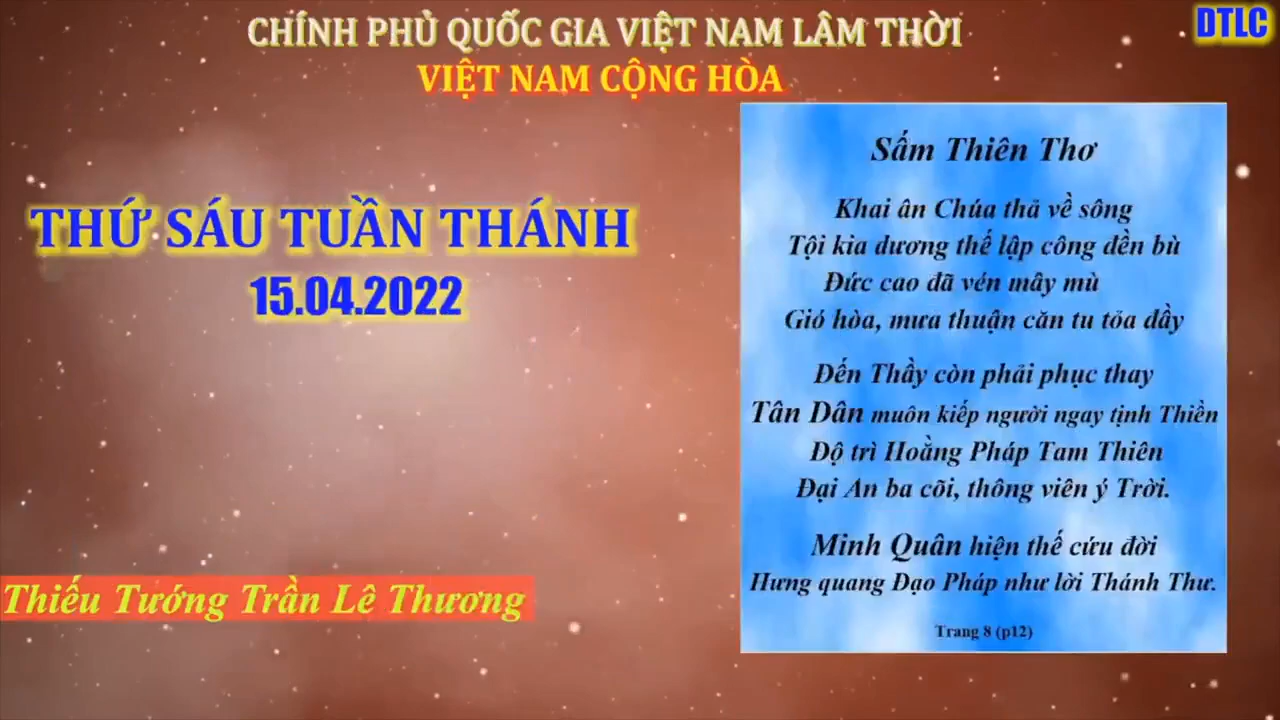 CHÍNH PHỦ QUỐC GIA VIỆT NAM LÂM THỜI
VIỆT NAM CỘNG HÒA
DTLC
THỨ SÁU TUẦN THÁNH
15.04.2022
Thiếu Tướng Trần Lê Thương
Sấm Thiên Thơ
Khai ân Chúa thả về sông
Tội kia dương thế lập công đền bù
Đức cao đã vén mây mù
Gió hòa, mưa thuận căn tu tỏa đầy
Đến Thầy còn phải phục thay
Tân Dân muôn kiếp người ngay tịnh Thiền
Độ trì Hoằng Pháp Tam Thiên
Đại An ba cõi, thông viên ý Trời.
Minh Quân hiện thế cứu đời
Hưng quang Đạo Pháp như lời Thánh Thư.
Trang 8 (p12)